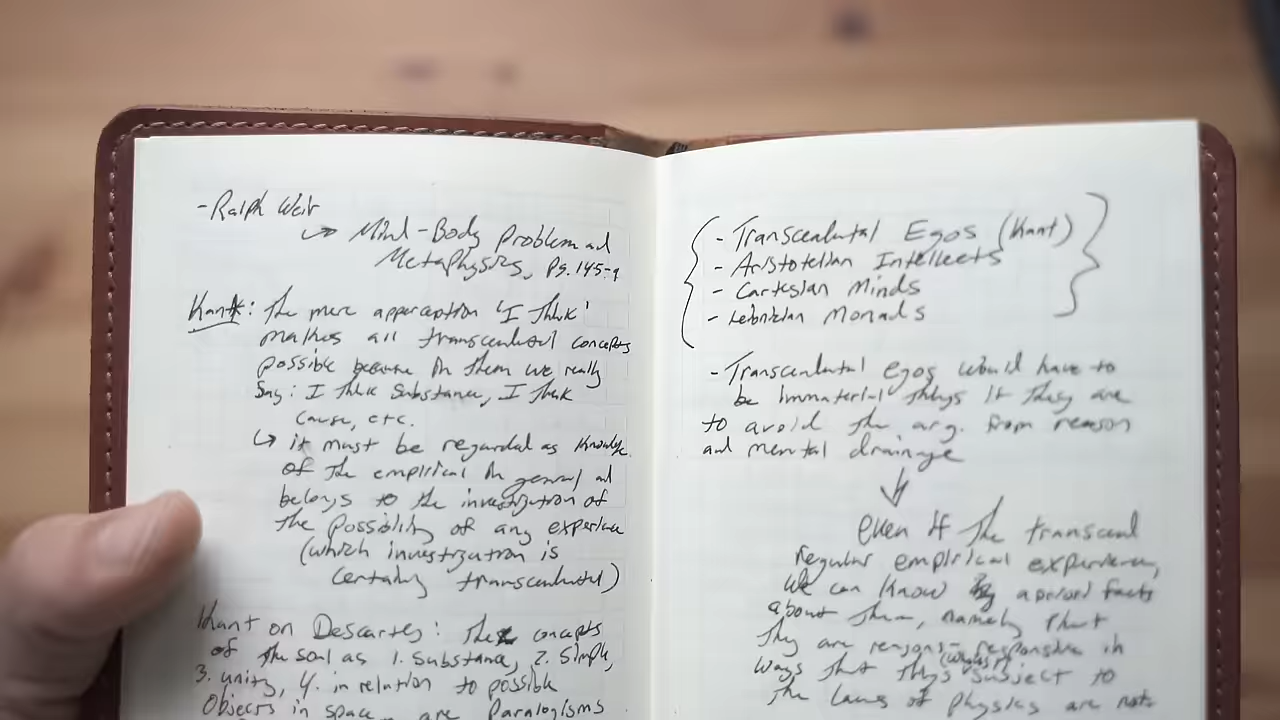 - Ralph Weir
↳ Mind-Body Problem and
Metaphysics, pg. 145-9
Kant: The mere apperception 'I think'
makes all transcendental concepts
possible because in them we really
say: I think substance, I think
cause, etc.
↳ it must be regarded as knowledge
of the empirical in general and
belongs to the investigation of
the possibility of any experience
(which investigation is
certainly transcendental)
Kant on Descartes: The concepts
of the soul as 1. substance, 2. simple,
3. unity, 4. in relation to possible
objects in space are Paralogisms
- Transcendental Egos (Kant)
- Aristotelian Intellects
- Cartesian Minds
- Leibnizian Monads
- Transcendental egos would have to
be immaterial things if they are
to avoid the arg. from reason
and mental drainage
↓
even if the transcend
regular empirical experience,
we can know apriori facts
about them, namely that
they are reasons-responsive in
ways that things subject to
the laws of physics are not.